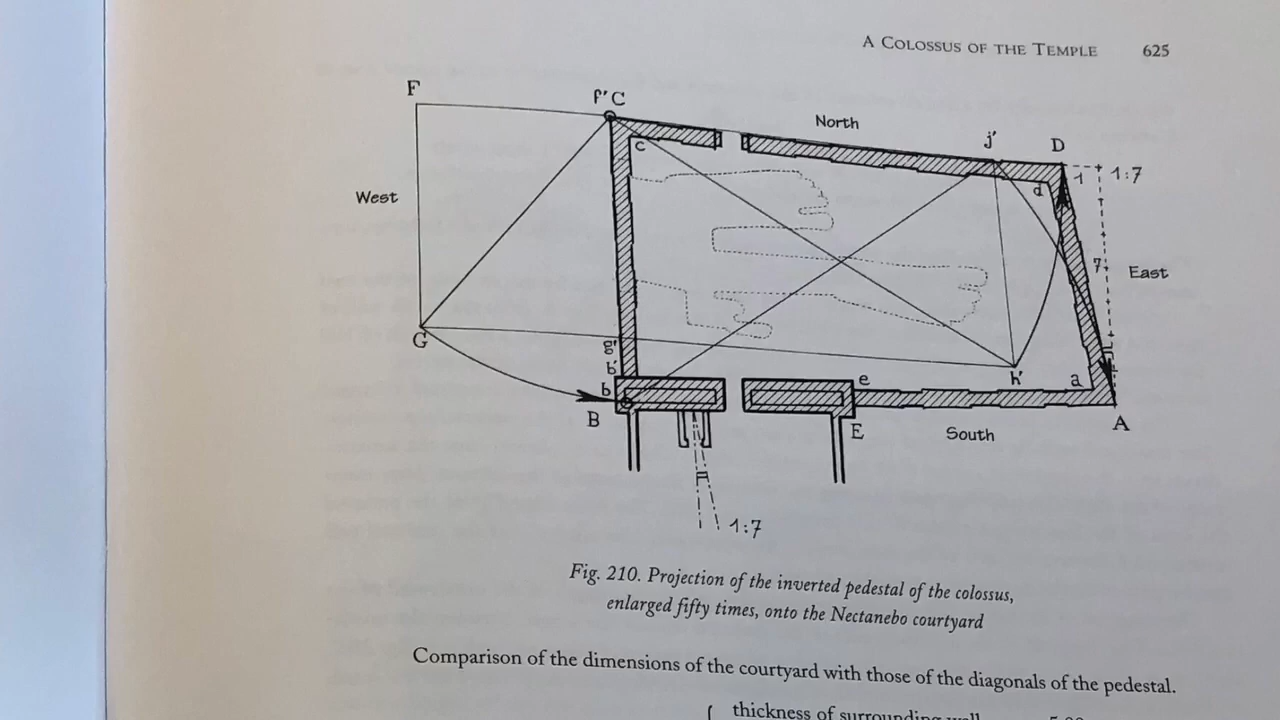 A COLOSSUS OF THE TEMPLE 625
F
f' C
North
j'
D
c
1
1:7
d
West
7
East
G
g'
b'
b
B
e
h'
a
A
E
South
1:7
Fig. 210. Projection of the inverted pedestal of the colossus,
enlarged fifty times, onto the Nectanebo courtyard
Comparison of the dimensions of the courtyard with those of the diagonals of the pedestal.
thickness of surrounding wall